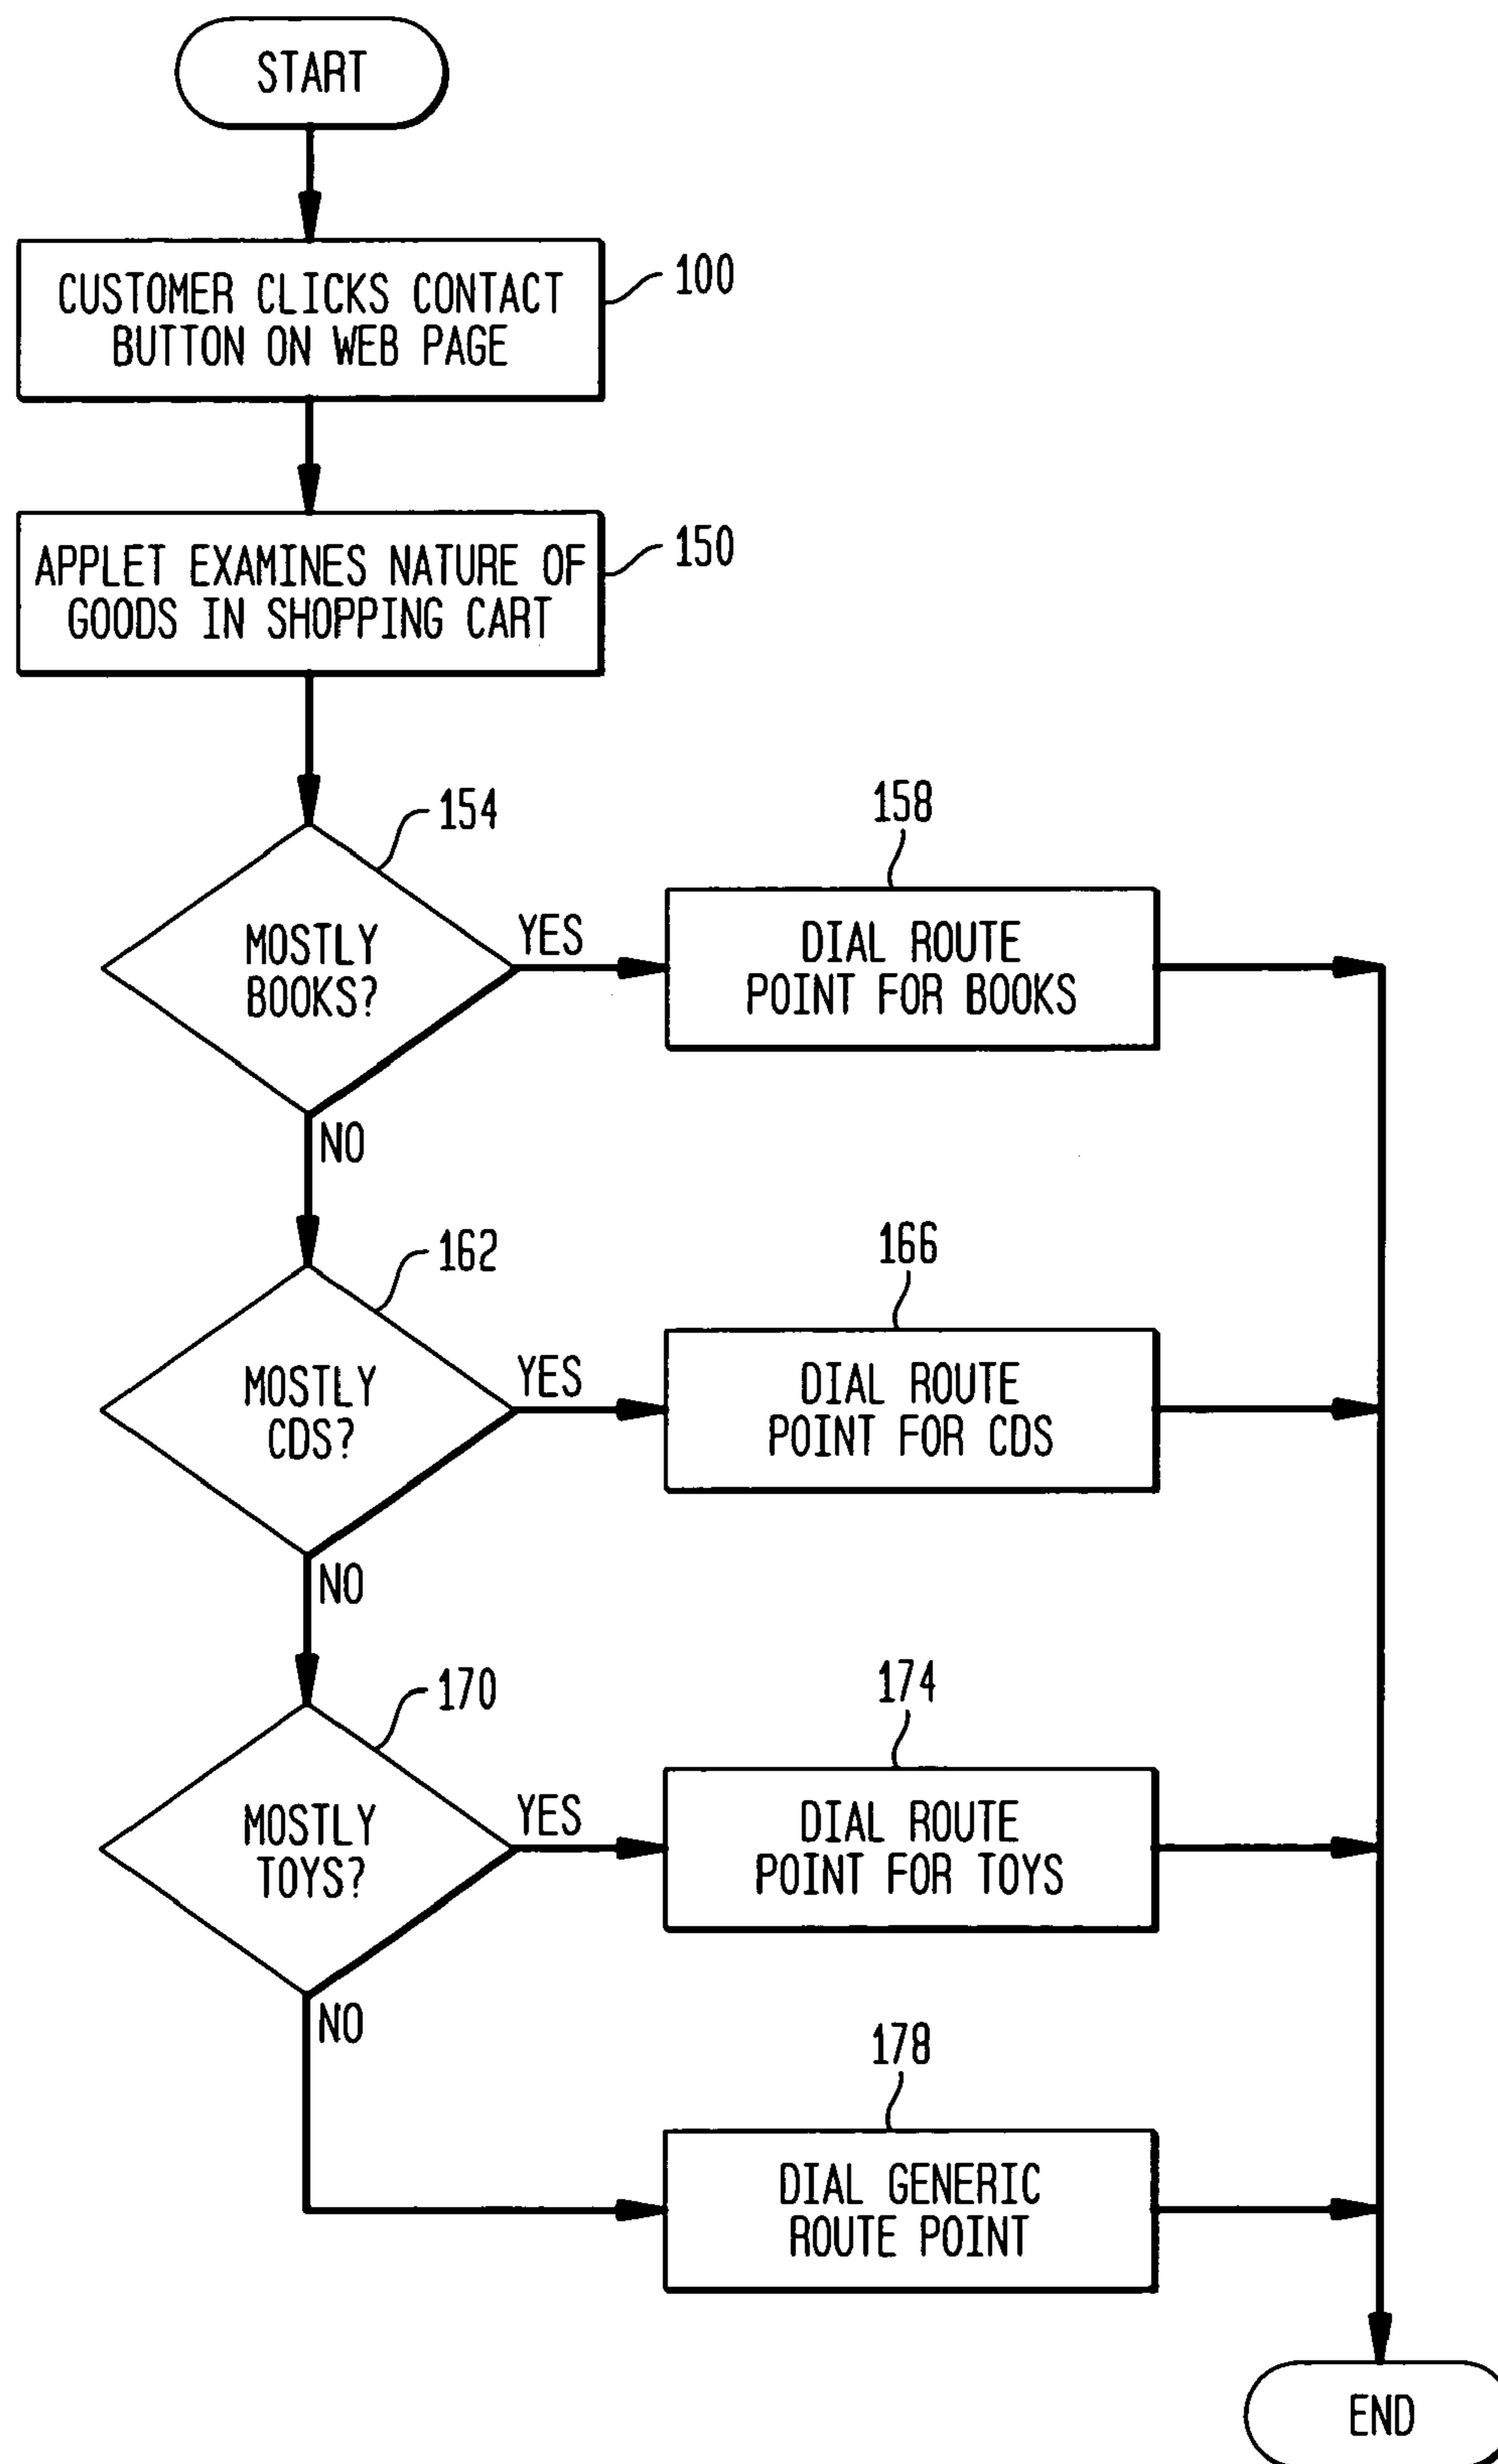 START
CUSTOMER CLICKS CONTACT
BUTTON ON WEB PAGE
100
APPLET EXAMINES NATURE OF
GOODS IN SHOPPING CART
150
154
MOSTLY
BOOKS?
YES
158
DIAL ROUTE
POINT FOR BOOKS
NO
162
MOSTLY
CDS?
YES
166
DIAL ROUTE
POINT FOR CDS
NO
170
MOSTLY
TOYS?
YES
174
DIAL ROUTE
POINT FOR TOYS
NO
178
DIAL GENERIC
ROUTE POINT
END